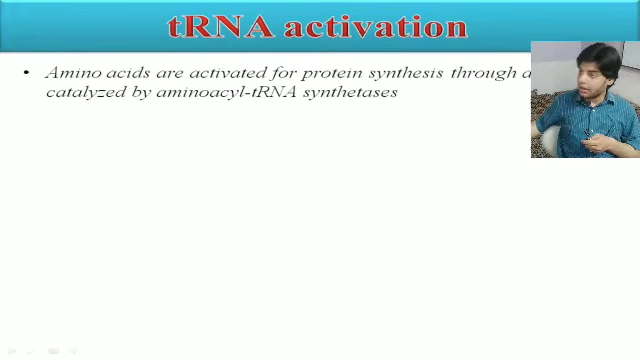 tRNA activation
• Amino acids are activated for protein synthesis through
catalyzed by aminoacyl-tRNA synthetases